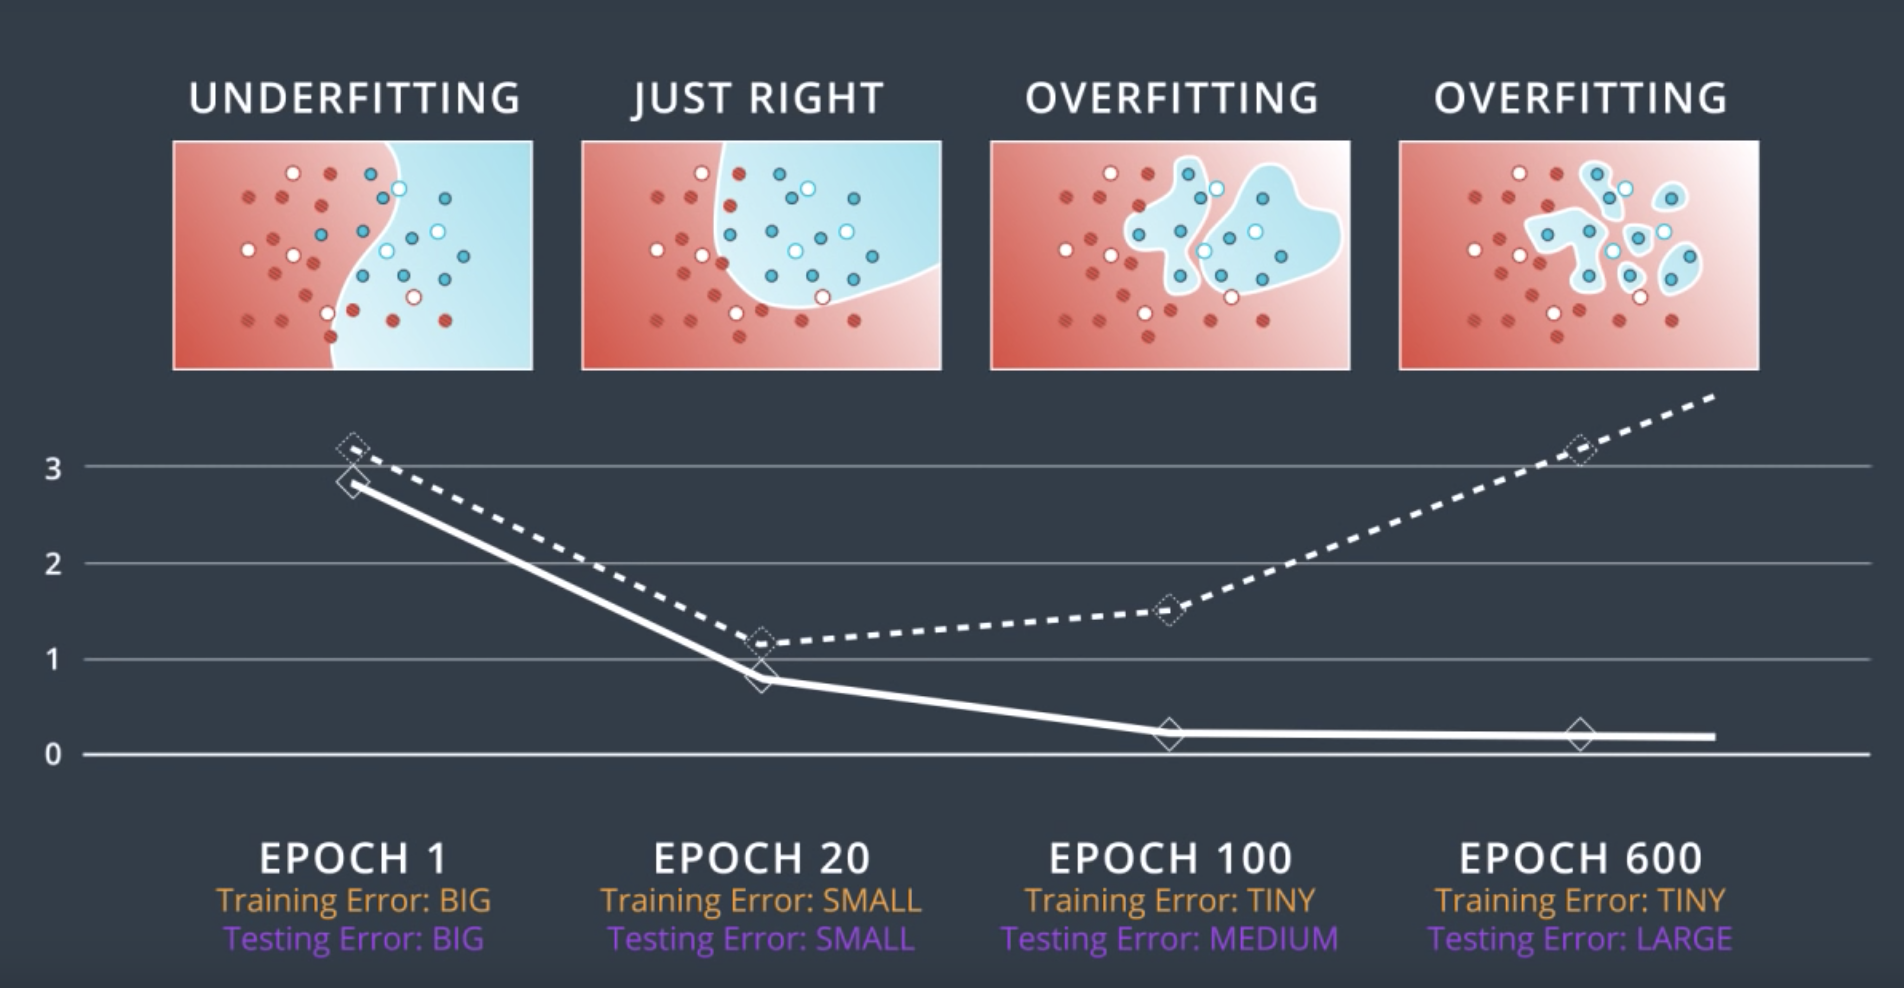 UNDERFITTING
JUST RIGHT
OVERFITTING
OVERFITTING
3
2
1
0
EPOCH 1
Training Error: BIG
Testing Error: BIG
EPOCH 20
Training Error: SMALL
Testing Error: SMALL
EPOCH 100
Training Error: TINY
Testing Error: MEDIUM
EPOCH 600
Training Error: TINY
Testing Error: LARGE